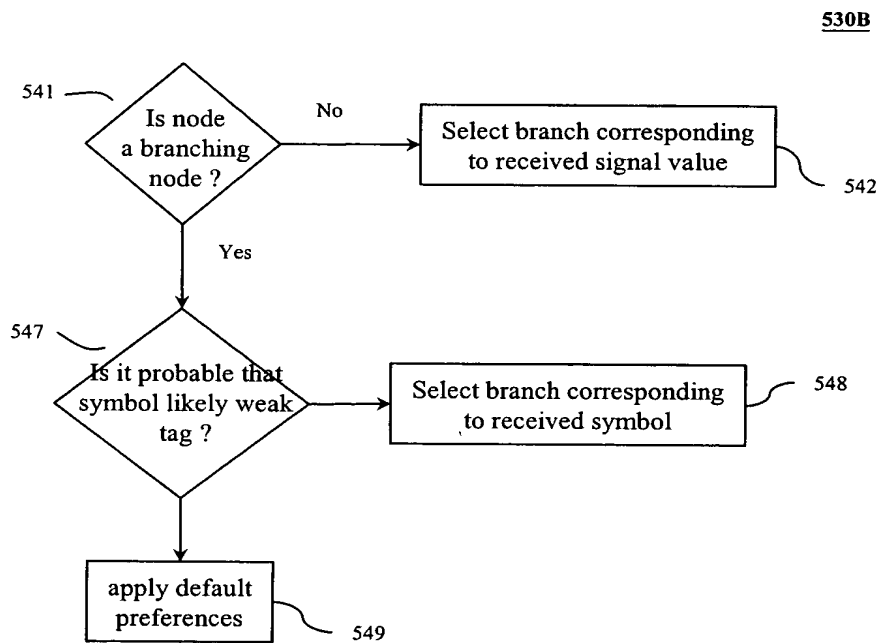 530B
541
Is node
a branching
node ?
No
Select branch corresponding
to received signal value
542
Yes
547
Is it probable that
symbol likely weak
tag ?
Select branch corresponding
to received symbol
548
apply default
preferences
549